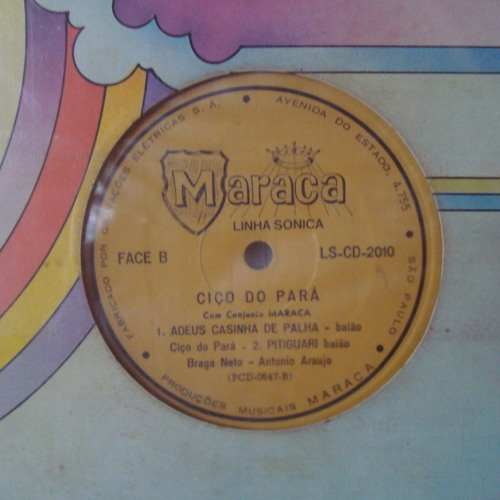 FABRICADO POR GRAVAÇÕES ELÉTRICAS S. A. • AVENIDA DO ESTADO, 4.755 • SÃO PAULO •
Maraca
LINHA SONICA
FACE B
LS-CD-2010
CIÇO DO PARÁ
Com Conjunto MARACA
1. ADEUS CASINHA DE PALHA - baião
Ciço do Pará - 2. PITIGUARI baião
Braga Neto - Antonio Araujo
(PCD-0647-B)
PRODUÇÕES MUSICAIS MARACA •